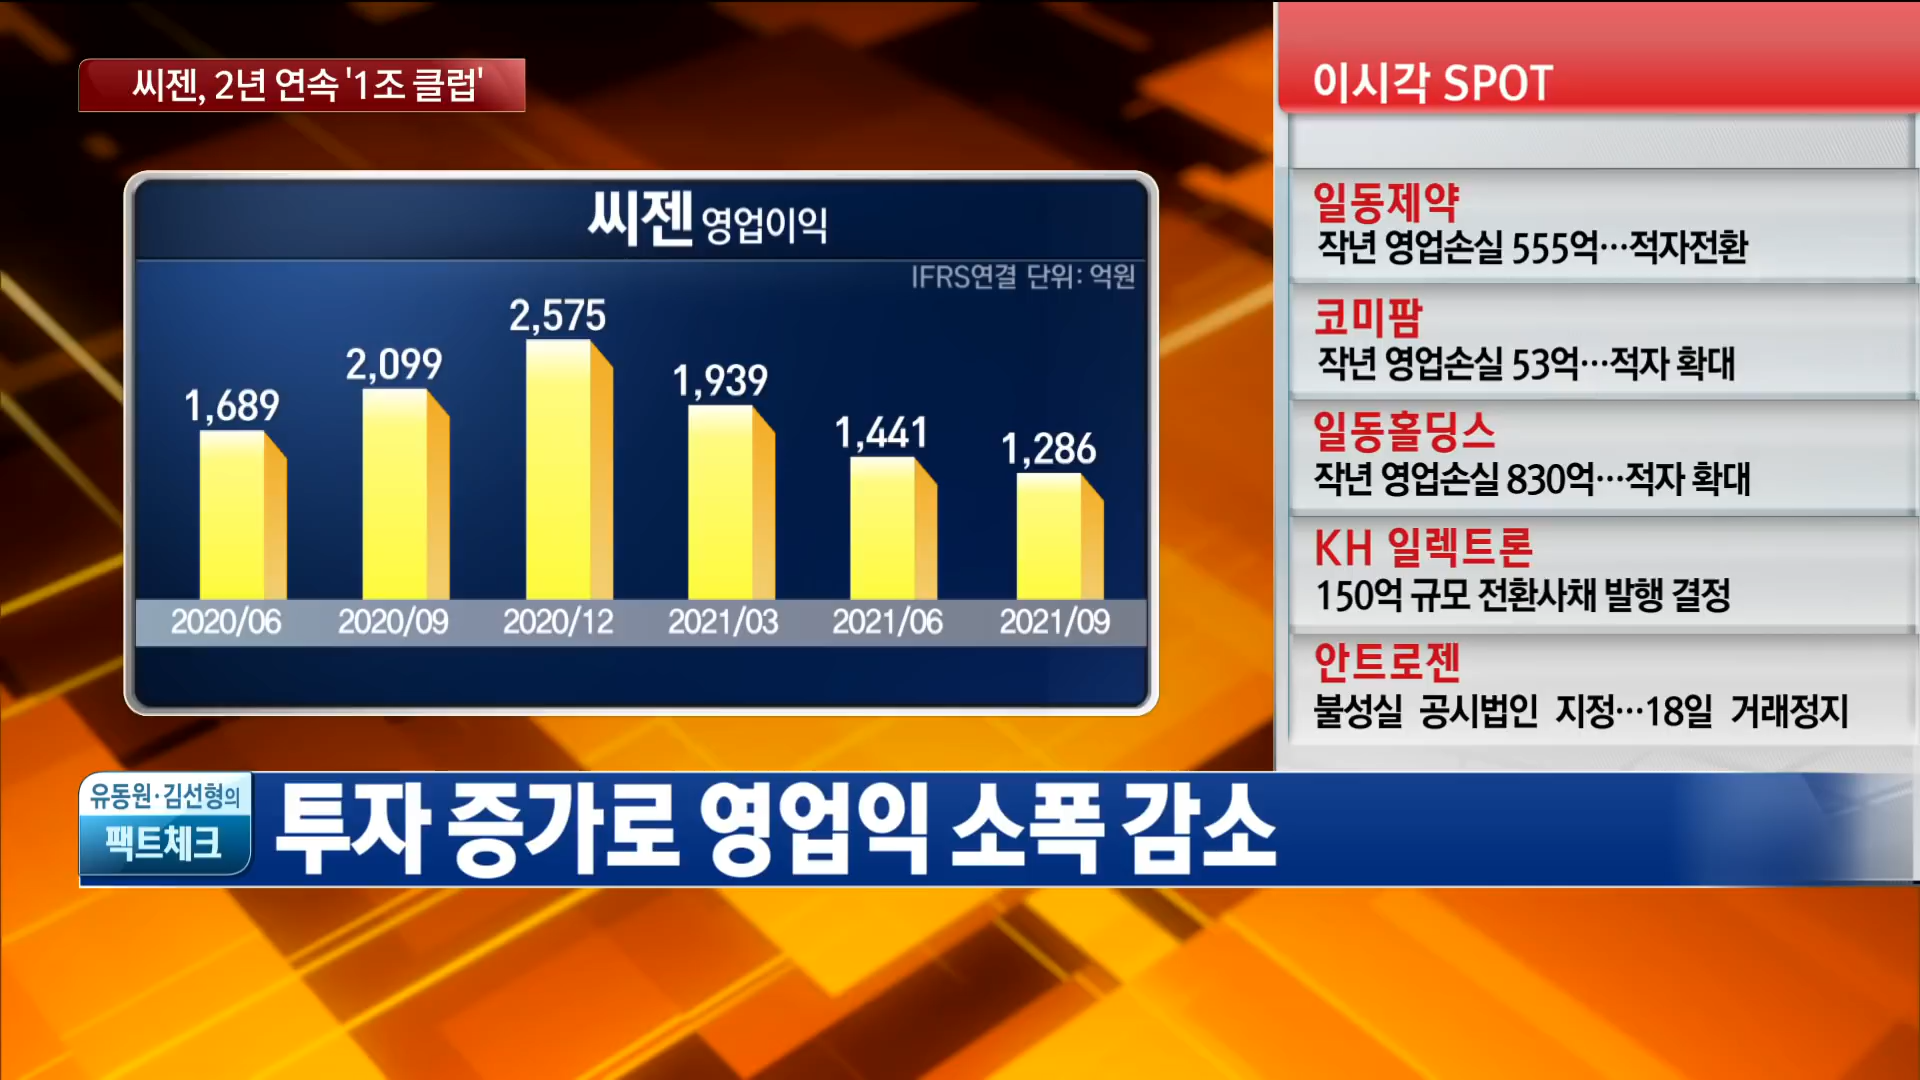 씨젠, 2년 연속 '1조 클럽'
씨젠 영업이익
IFRS연결 단위: 억원
1,689
2,099
2,575
1,939
1,441
1,286
2020/06 2020/09 2020/12 2021/03 2021/06 2021/09
이시각 SPOT
일동제약
작년 영업손실 555억…적자전환
코미팜
작년 영업손실 53억…적자 확대
일동홀딩스
작년 영업손실 830억…적자 확대
KH 일렉트론
150억 규모 전환사채 발행 결정
안트로젠
불성실 공시법인 지정…18일 거래정지
유동원·김선형의
팩트체크
투자 증가로 영업익 소폭 감소